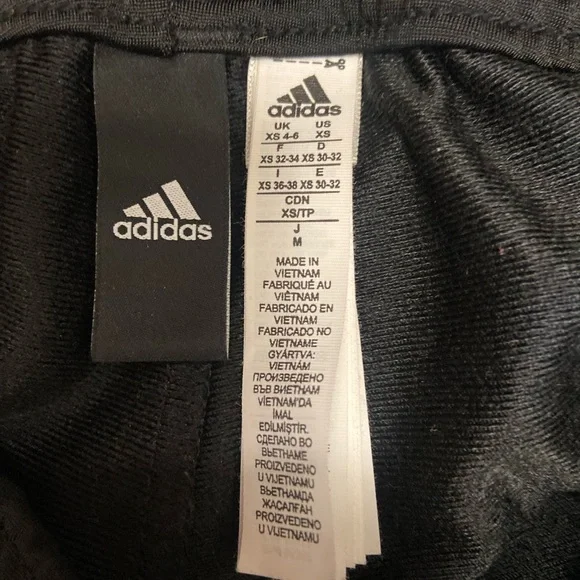 adidas
adidas
UK US
XS 4-6 XS
F D
XS 32-34 XS 30-32
I E
XS 36-38 XS 30-32
CDN
XS/TP
J
M
MADE IN
VIETNAM
FABRIQUÉ AU
VIÊTNAM
FABRICADO EN
VIETNAM
FABRICADO NO
VIETNAME
GYÁRTVA:
VIETNÁM
ПРОИЗВЕДЕНО
ВЪВ ВИЕТНАМ
VİETNAM'DA
İMAL
EDİLMİŞTİR.
СДЕЛАНО ВО
ВЬЕТНАМЕ
PROIZVEDENO
U VIJETNAMU
ВЬЕТНАМДА
ЖАСАЛҒАН
PROIZVEDENO
U VIJETNAMU